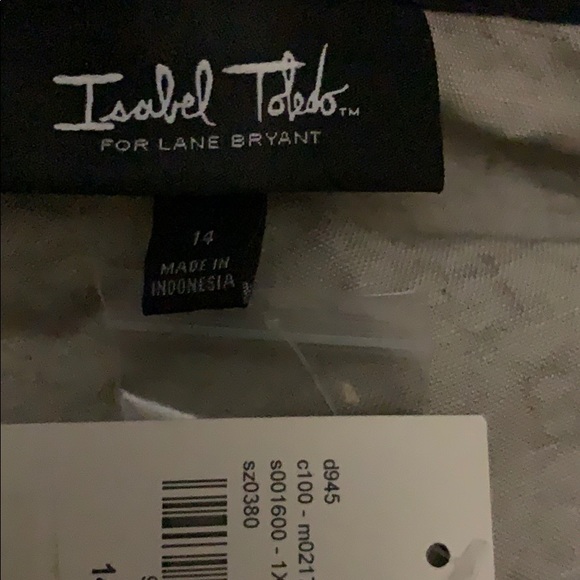 Isabel Toledo™
FOR LANE BRYANT
14
MADE IN
INDONESIA
d945
c100 - m021
s001600 - 1X
sz0380